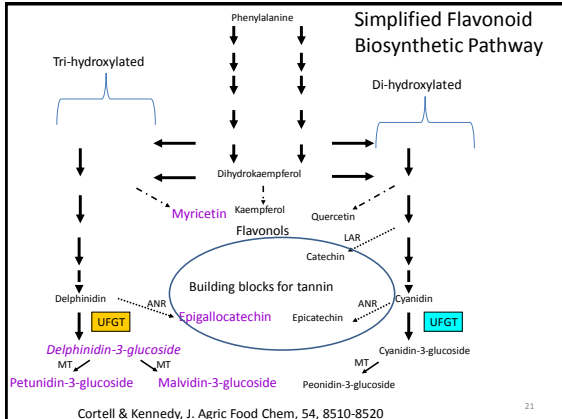 Phenylalanine
Simplified Flavonoid
Biosynthetic Pathway
Tri-hydroxylated
Di-hydroxylated
Dihydrokaempferol
Myricetin
Kaempferol
Quercetin
Flavonols
LAR
Catechin
Building blocks for tannin
Delphinidin
ANR
Epigallocatechin
Epicatechin
ANR
Cyanidin
UFGT
UFGT
Delphinidin-3-glucoside
Cyanidin-3-glucoside
MT
MT
MT
Petunidin-3-glucoside
Malvidin-3-glucoside
Peonidin-3-glucoside
Cortell & Kennedy, J. Agric Food Chem, 54, 8510-8520
21